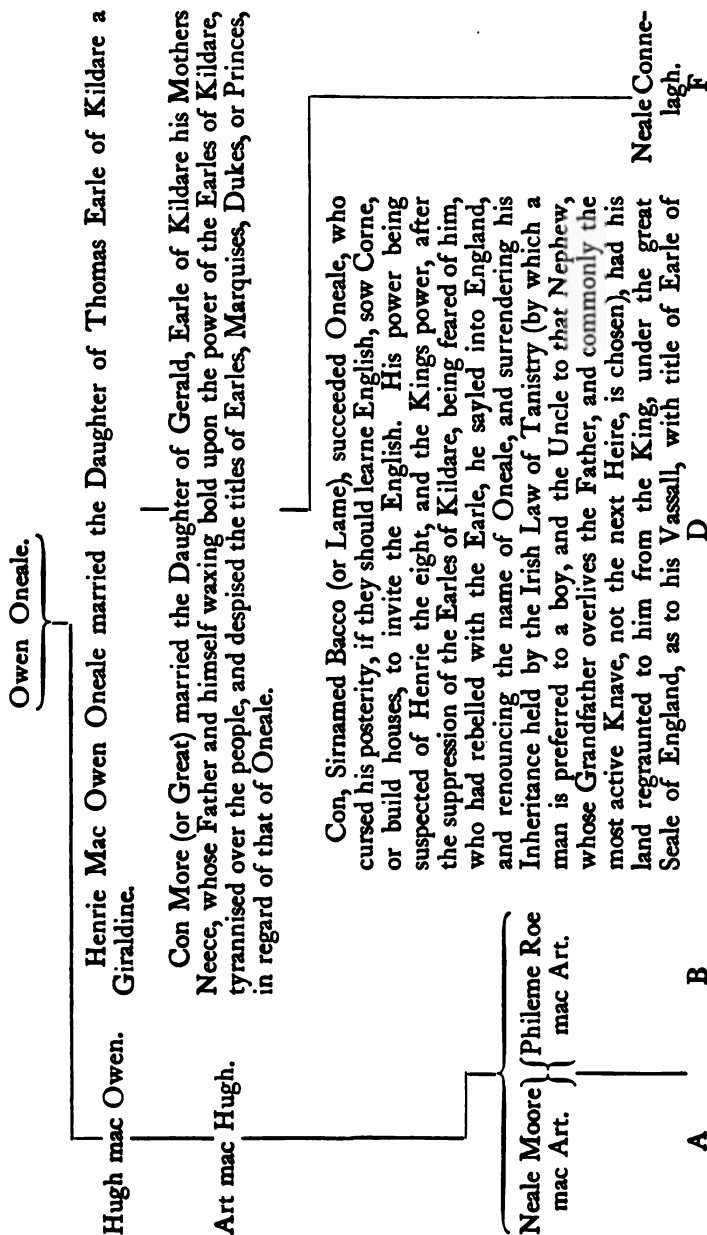 Owen Oneale.
Hugh mac Owen.
Henrie Mac Owen Oneale married the Daughter of Thomas Earle of Kildare a
Giraldine.
Art mac Hugh.
Con More (or Great) married the Daughter of Gerald, Earle of Kildare his Mothers
Neece, whose Father and himself waxing bold upon the power of the Earles of Kildare,
tyrannised over the people, and despised the titles of Earles, Marquises, Dukes, or Princes,
in regard of that of Oneale.
Neale Moore
mac Art.
Phileme Roe
mac Art.
Con, Sirnamed Bacco (or Lame), succeeded Oneale, who
cursed his posterity, if they should learne English, sow Corne,
or build houses, to invite the English. His power being
suspected of Henrie the eight, and the Kings power, after
the suppression of the Earles of Kildare, being feared of him,
who had rebelled with the Earle, he sayled into England,
and renouncing the name of Oneale, and surrendering his
Inheritance held by the Irish Law of Tanistry (by which a
man is preferred to a boy, and the Uncle to that Nephew,
whose Grandfather overlives the Father, and commonly the
most active Knave, not the next Heire, is chosen), had his
land regraunted to him from the King, under the great
Seale of England, as to his Vassall, with title of Earle of
Neale Conne-
lagh.
A
B
D
F